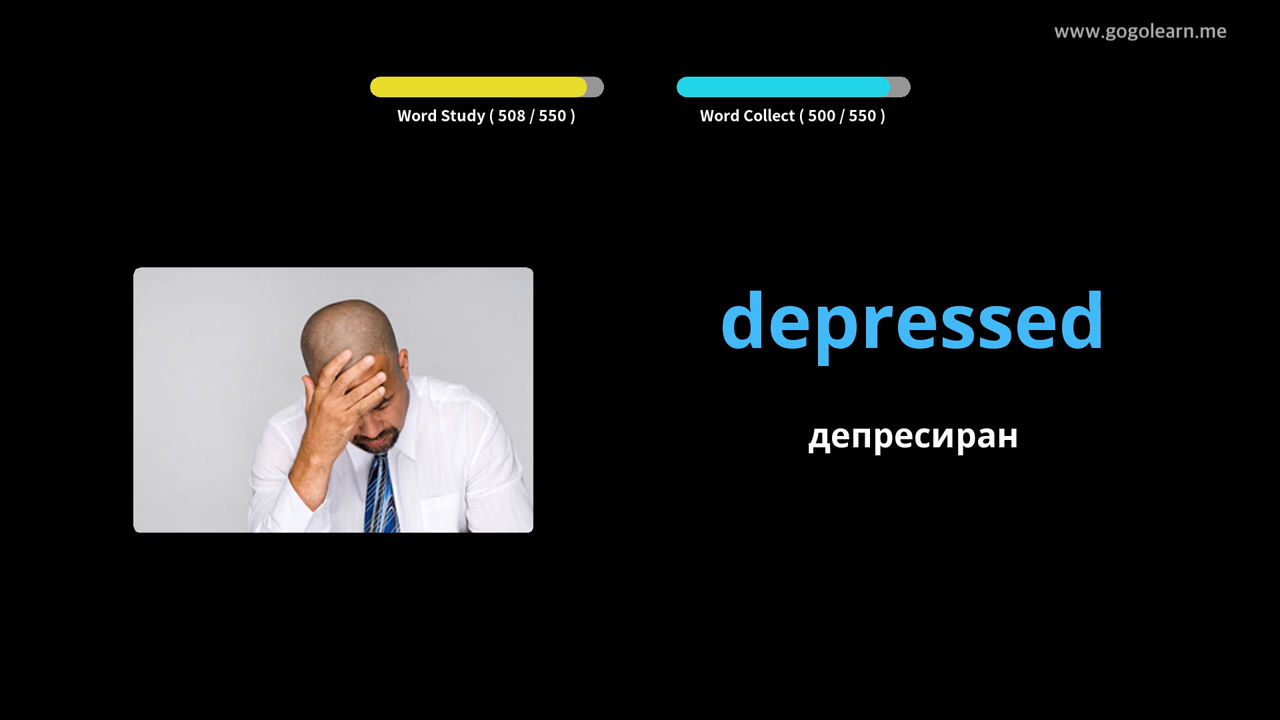 www.gogolearn.me
Word Study ( 508 / 550 )
Word Collect ( 500 / 550 )
depressed
депресиран